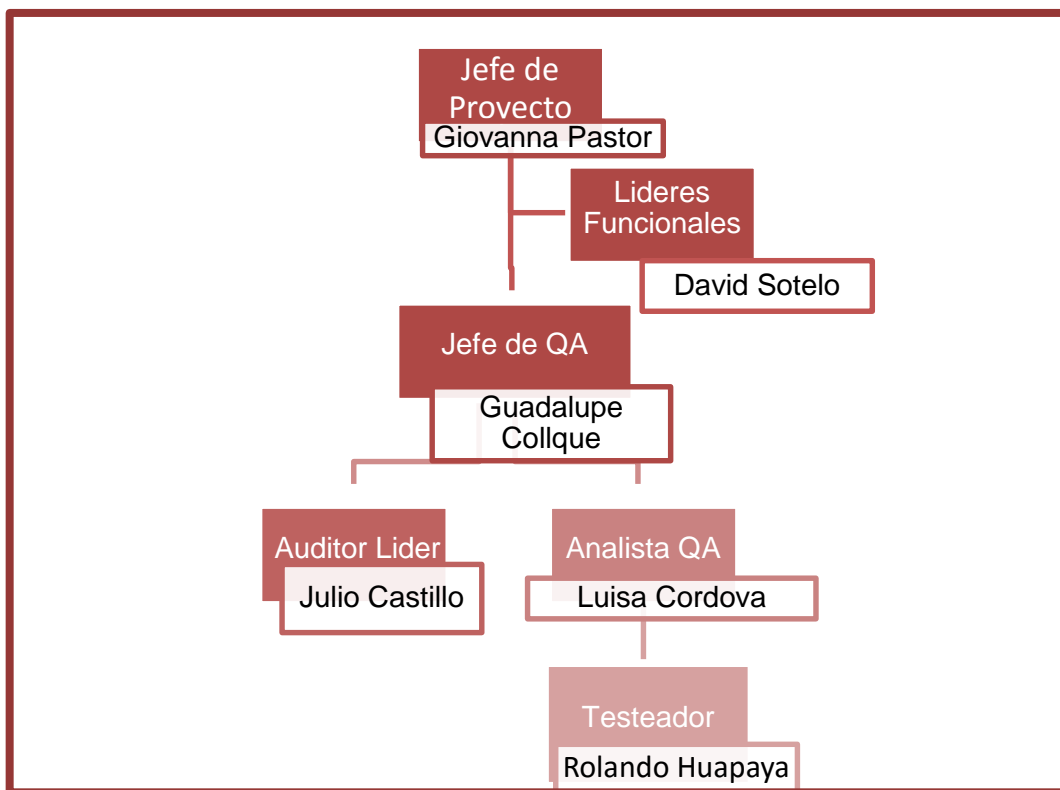 Jefe de
Proyecto
Giovanna Pastor
Lideres
Funcionales
David Sotelo
Jefe de QA
Guadalupe
Collque
Auditor Lider
Julio Castillo
Analista QA
Luisa Cordova
Testeador
Rolando Huapaya